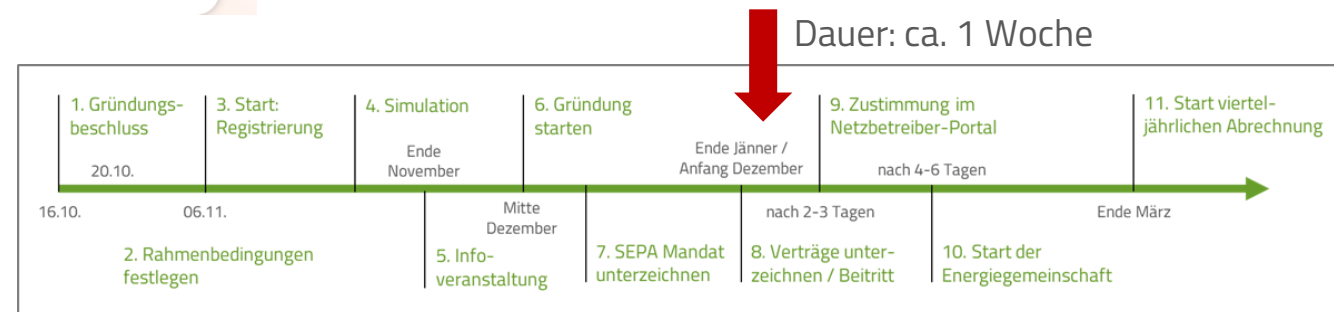 Dauer: ca. 1 Woche
1. Gründungs-
beschluss
3. Start:
Registrierung
4. Simulation
6. Gründung
starten
9. Zustimmung im
Netzbetreiber-Portal
11. Start viertel-
jährlichen Abrechnung
20.10.
Ende
November
Ende Jänner /
Anfang Dezember
nach 4-6 Tagen
16.10.
06.11.
Mitte
Dezember
nach 2-3 Tagen
Ende März
2. Rahmenbedingungen
festlegen
5. Info-
veranstaltung
7. SEPA Mandat
unterzeichnen
8. Verträge unter-
zeichnen / Beitritt
10. Start der
Energiegemeinschaft